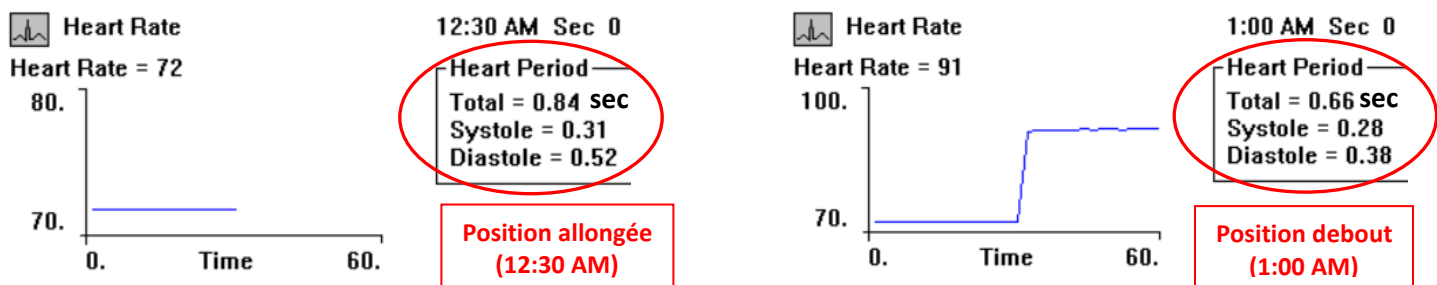 Heart Rate
12:30 AM Sec 0
Heart Rate = 72
Heart Period
Total = 0.84 sec
Systole = 0.31
Diastole = 0.52
80.
70.
0. Time 60.
Position allongée
(12:30 AM)
Heart Rate
1:00 AM Sec 0
Heart Rate = 91
Heart Period
Total = 0.66 sec
Systole = 0.28
Diastole = 0.38
100.
70.
0. Time 60.
Position debout
(1:00 AM)